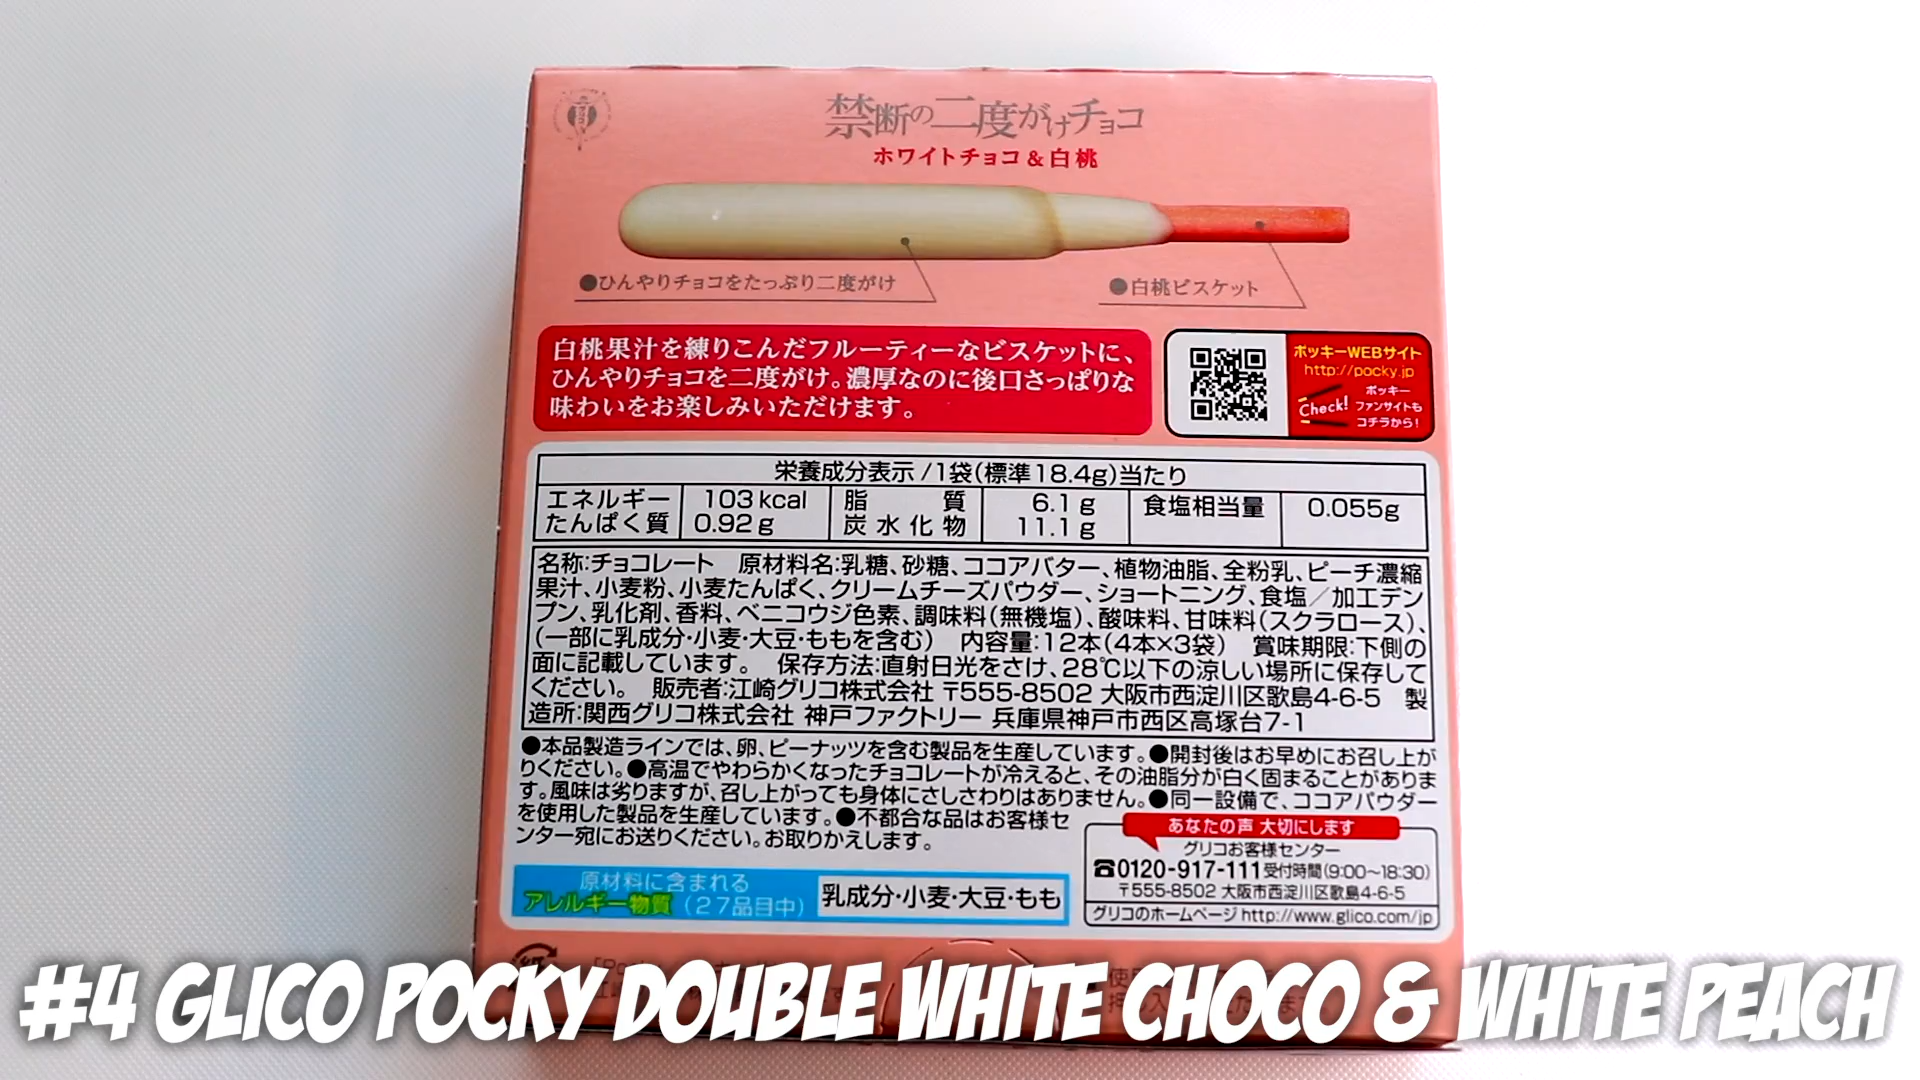 禁断の二度がけチョコ
ホワイトチョコ&白桃
●ひんやりチョコをたっぷり二度がけ
●白桃ビスケット
白桃果汁を練りこんだフルーティーなビスケットに、
ひんやりチョコを二度がけ。濃厚なのに後口さっぱりな
味わいをお楽しみいただけます。
ポッキーWEBサイト
http://pocky.jp
Check!
ポッキー
ファンサイトも
コチラから!
栄養成分表示/1袋(標準18.4g)当たり
エネルギー 103kcal 脂質 6.1g 食塩相当量 0.055g
たんぱく質 0.92g 炭水化物 11.1g
名称:チョコレート 原材料名:乳糖、砂糖、ココアバター、植物油脂、全粉乳、ピーチ濃縮
果汁、小麦粉、小麦たんぱく、クリームチーズパウダー、ショートニング、食塩/加工デン
プン、乳化剤、香料、ベニコウジ色素、調味料(無機塩)、酸味料、甘味料(スクラロース)、
(一部に乳成分・小麦・大豆・ももを含む) 内容量:12本(4本×3袋) 賞味期限:下側の
面に記載しています。 保存方法:直射日光をさけ、28℃以下の涼しい場所に保存して
ください。 販売者:江崎グリコ株式会社 〒555-8502 大阪市西淀川区歌島4-6-5 製
造所:関西グリコ株式会社 神戸ファクトリー 兵庫県神戸市西区高塚台7-1
●本品製造ラインでは、卵、ピーナッツを含む製品を生産しています。●開封後はお早めにお召し上が
りください。●高温でやわらかくなったチョコレートが冷えると、その油脂分が白く固まることがありま
す。風味は劣りますが、召し上がっても身体にさしさわりはありません。●同一設備で、ココアパウダー
を使用した製品を生産しています。●不都合な品はお客様セ
ンター宛にお送りください。お取りかえします。
あなたの声 大切にします
グリコお客様センター
☎0120-917-111受付時間(9:00~18:30)
〒555-8502 大阪市西淀川区歌島4-6-5
グリコのホームページ http://www.glico.com/jp
原材料に含まれる
アレルギー物質(27品目中)
乳成分・小麦・大豆・もも
#4 GLICO POCKY DOUBLE WHITE CHOCO & WHITE PEACH